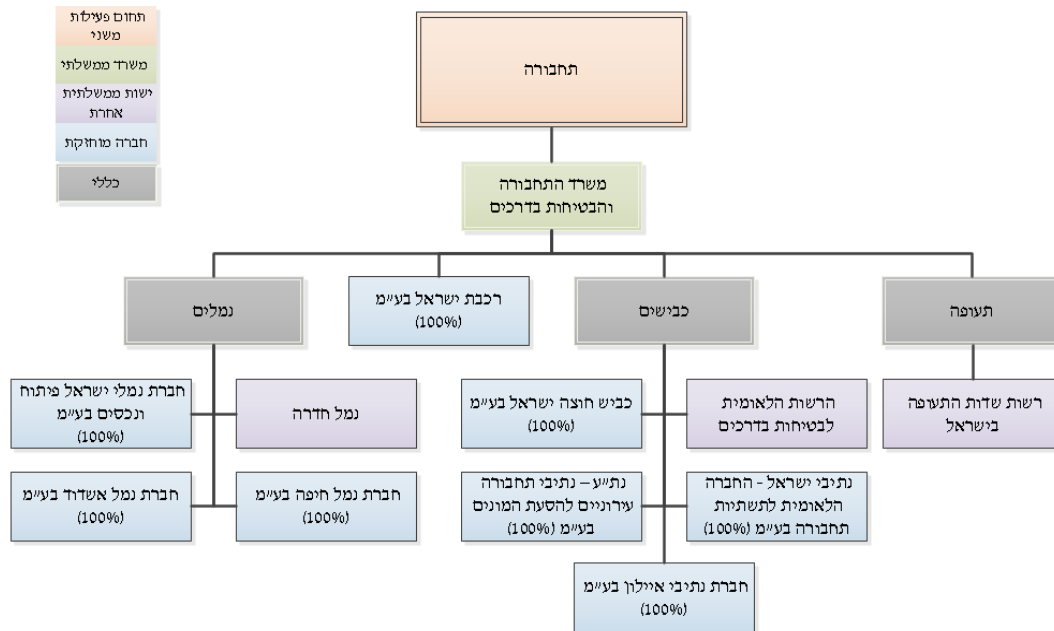 תחום פעילות
משני
משרד ממשלתי
ישות ממשלתית
אחרת
חברה מוחזקת
כללי
תחבורה
משרד התחבורה
והבטיחות בדרכים
תעופה
כבישים
רכבת ישראל בע״מ
(100%)
נמלים
רשות שדות התעופה
בישראל
הרשות הלאומית
לבטיחות בדרכים
כביש חוצה ישראל בע״מ
(100%)
נמל חדרה
חברת נמלי ישראל פיתוח
ונכסים בע״מ
(100%)
נתיבי ישראל - החברה
הלאומית לתשתיות
תחבורה בע״מ (100%)
נת״ע – נתיבי תחבורה
עירוניים להסעת המונים
בע״מ (100%)
חברת נמל חיפה בע״מ
(100%)
חברת נמל אשדוד בע״מ
(100%)
חברת נתיבי איילון בע״מ
(100%)